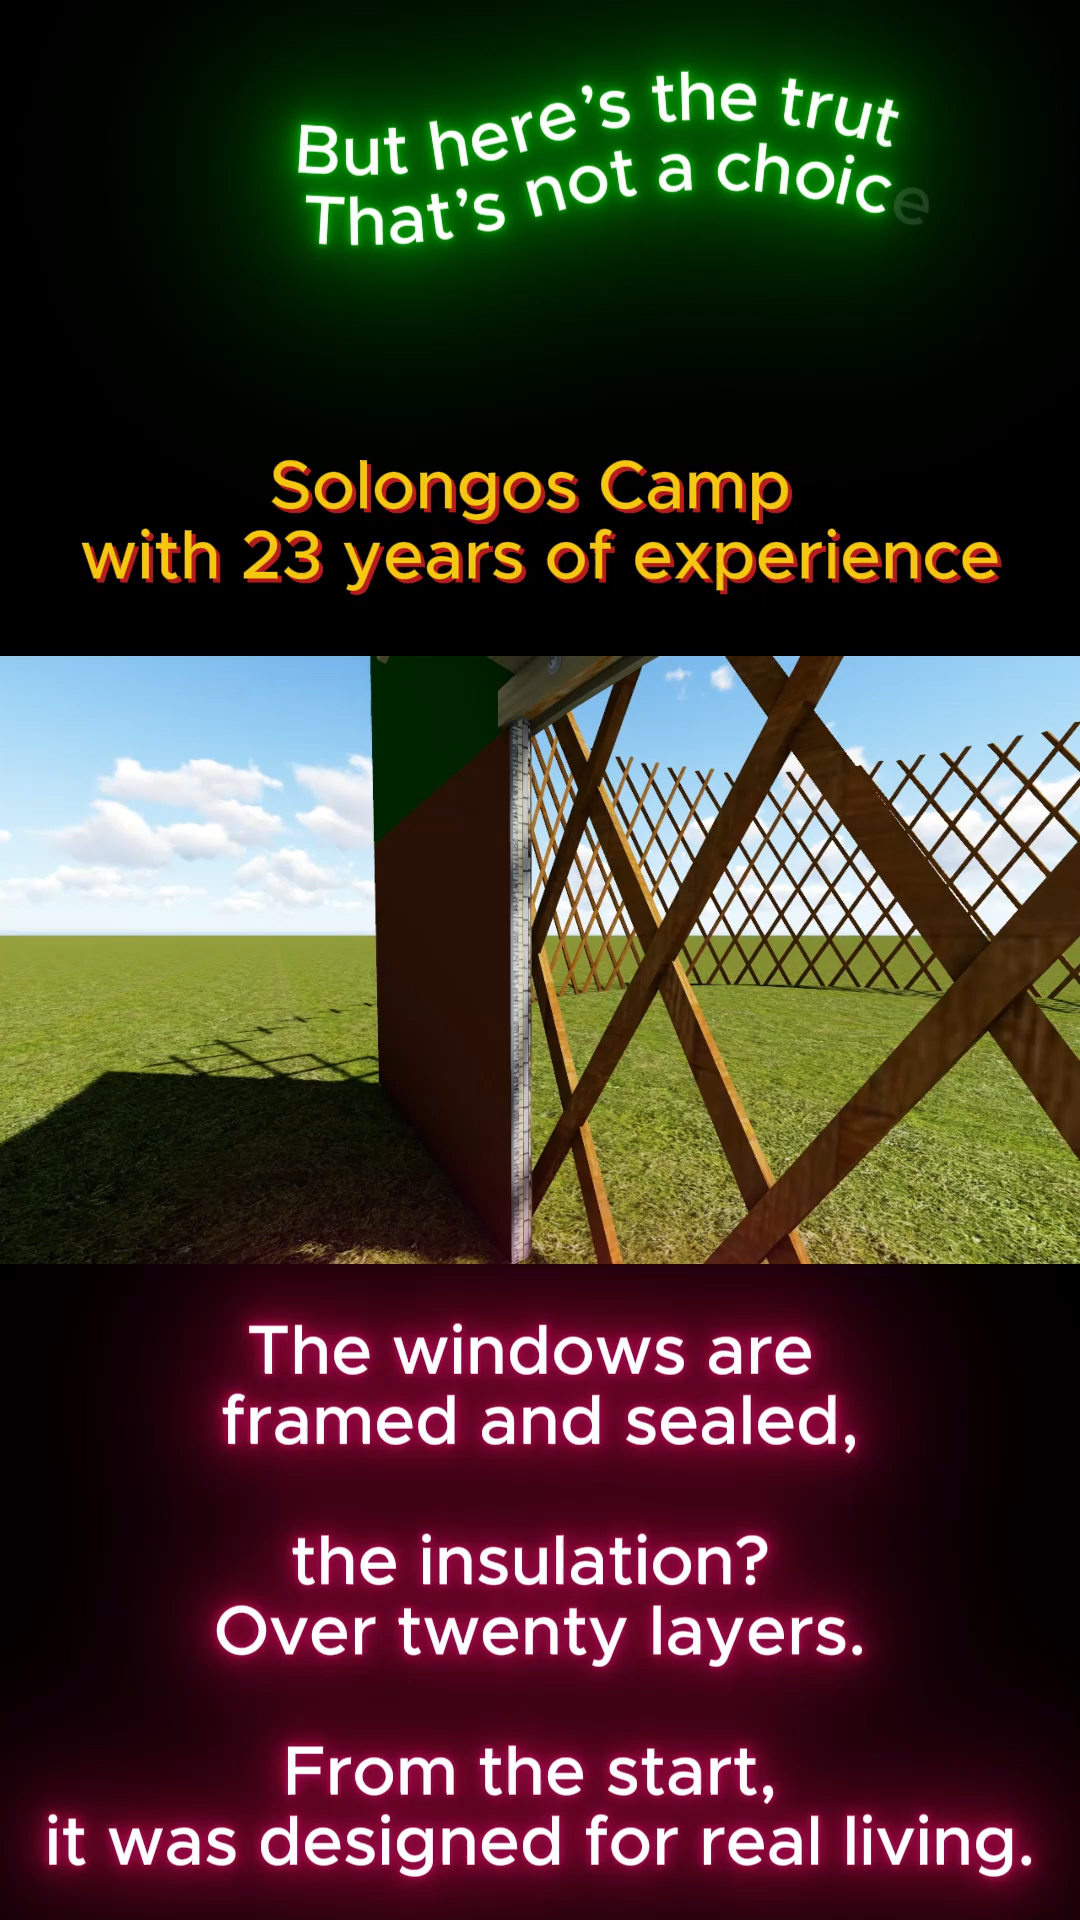 But here’s the trut
That’s not a choice
Solongos Camp
with 23 years of experience
The windows are
framed and sealed,
the insulation?
Over twenty layers.
From the start,
it was designed for real living.